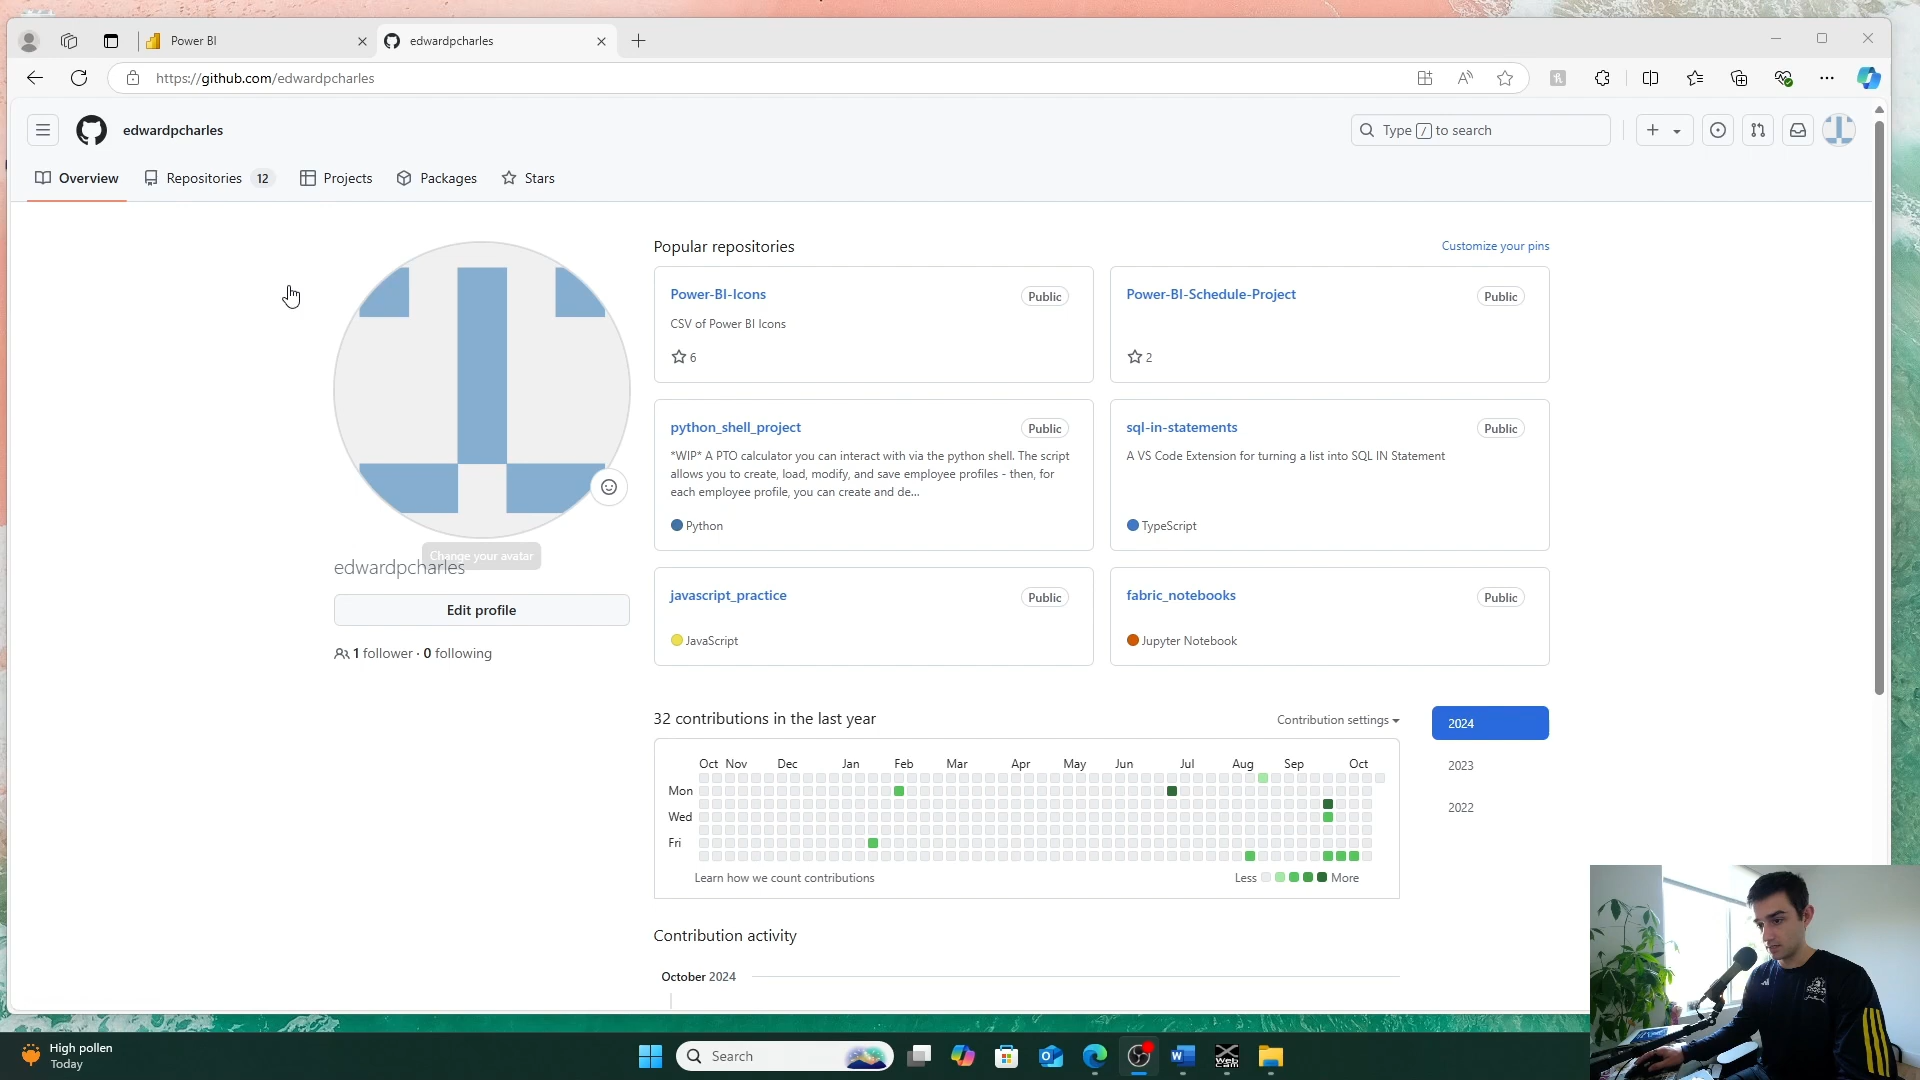 Power BI
edwardpcharles
https://github.com/edwardpcharles
edwardpcharles
Type / to search
Overview
Repositories 12
Projects
Packages
Stars
Popular repositories
Customize your pins
Power-BI-Icons
Public
CSV of Power BI Icons
6
Power-BI-Schedule-Project
Public
2
python_shell_project
Public
*WIP* A PTO calculator you can interact with via the python shell. The script
allows you to create, load, modify, and save employee profiles - then, for
each employee profile, you can create and de...
Python
sql-in-statements
Public
A VS Code Extension for turning a list into SQL IN Statement
TypeScript
javascript_practice
Public
JavaScript
fabric_notebooks
Public
Jupyter Notebook
Change your avatar
edwardpcharles
Edit profile
1 follower · 0 following
32 contributions in the last year
Contribution settings
2024
2023
2022
Oct Nov Dec Jan Feb Mar Apr May Jun Jul Aug Sep Oct
Mon
Wed
Fri
Learn how we count contributions
Less
More
Contribution activity
October 2024
High pollen
Today
Search
Web
Cam